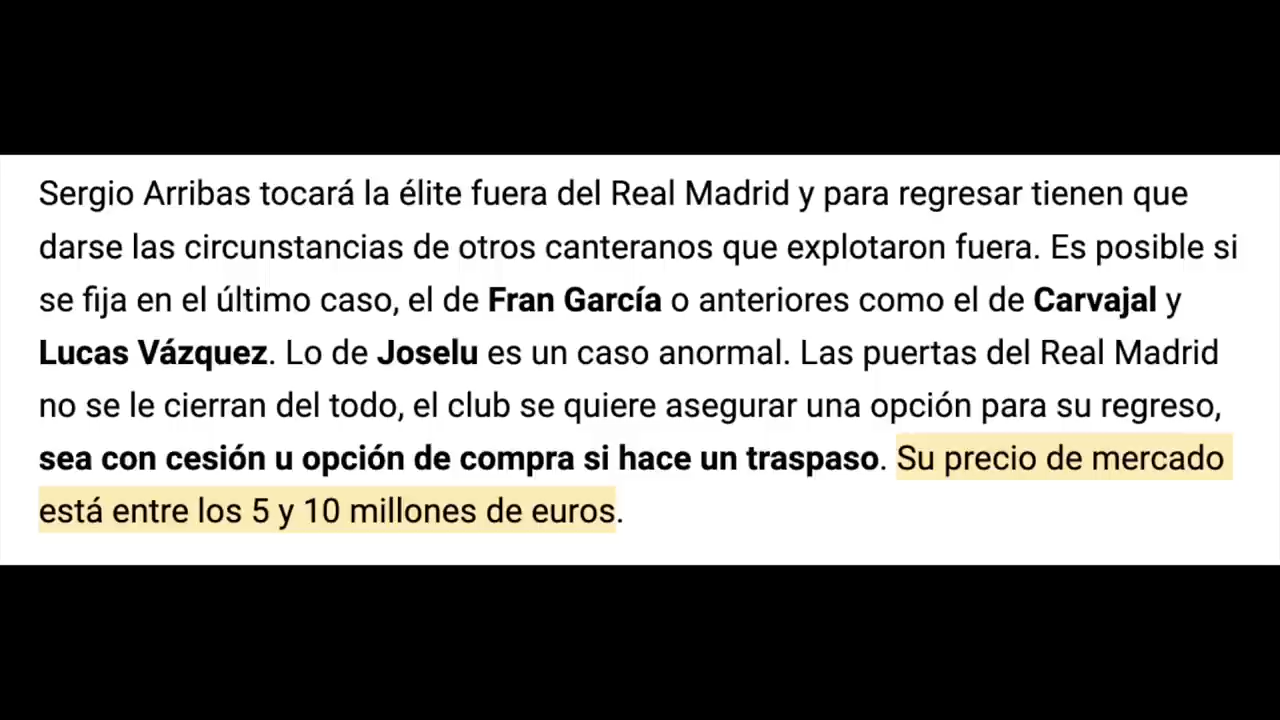 Sergio Arribas tocará la élite fuera del Real Madrid y para regresar tienen que
darse las circunstancias de otros canteranos que explotaron fuera. Es posible si
se fija en el último caso, el de Fran García o anteriores como el de Carvajal y
Lucas Vázquez. Lo de Joselu es un caso anormal. Las puertas del Real Madrid
no se le cierran del todo, el club se quiere asegurar una opción para su regreso,
sea con cesión u opción de compra si hace un traspaso. Su precio de mercado
está entre los 5 y 10 millones de euros.